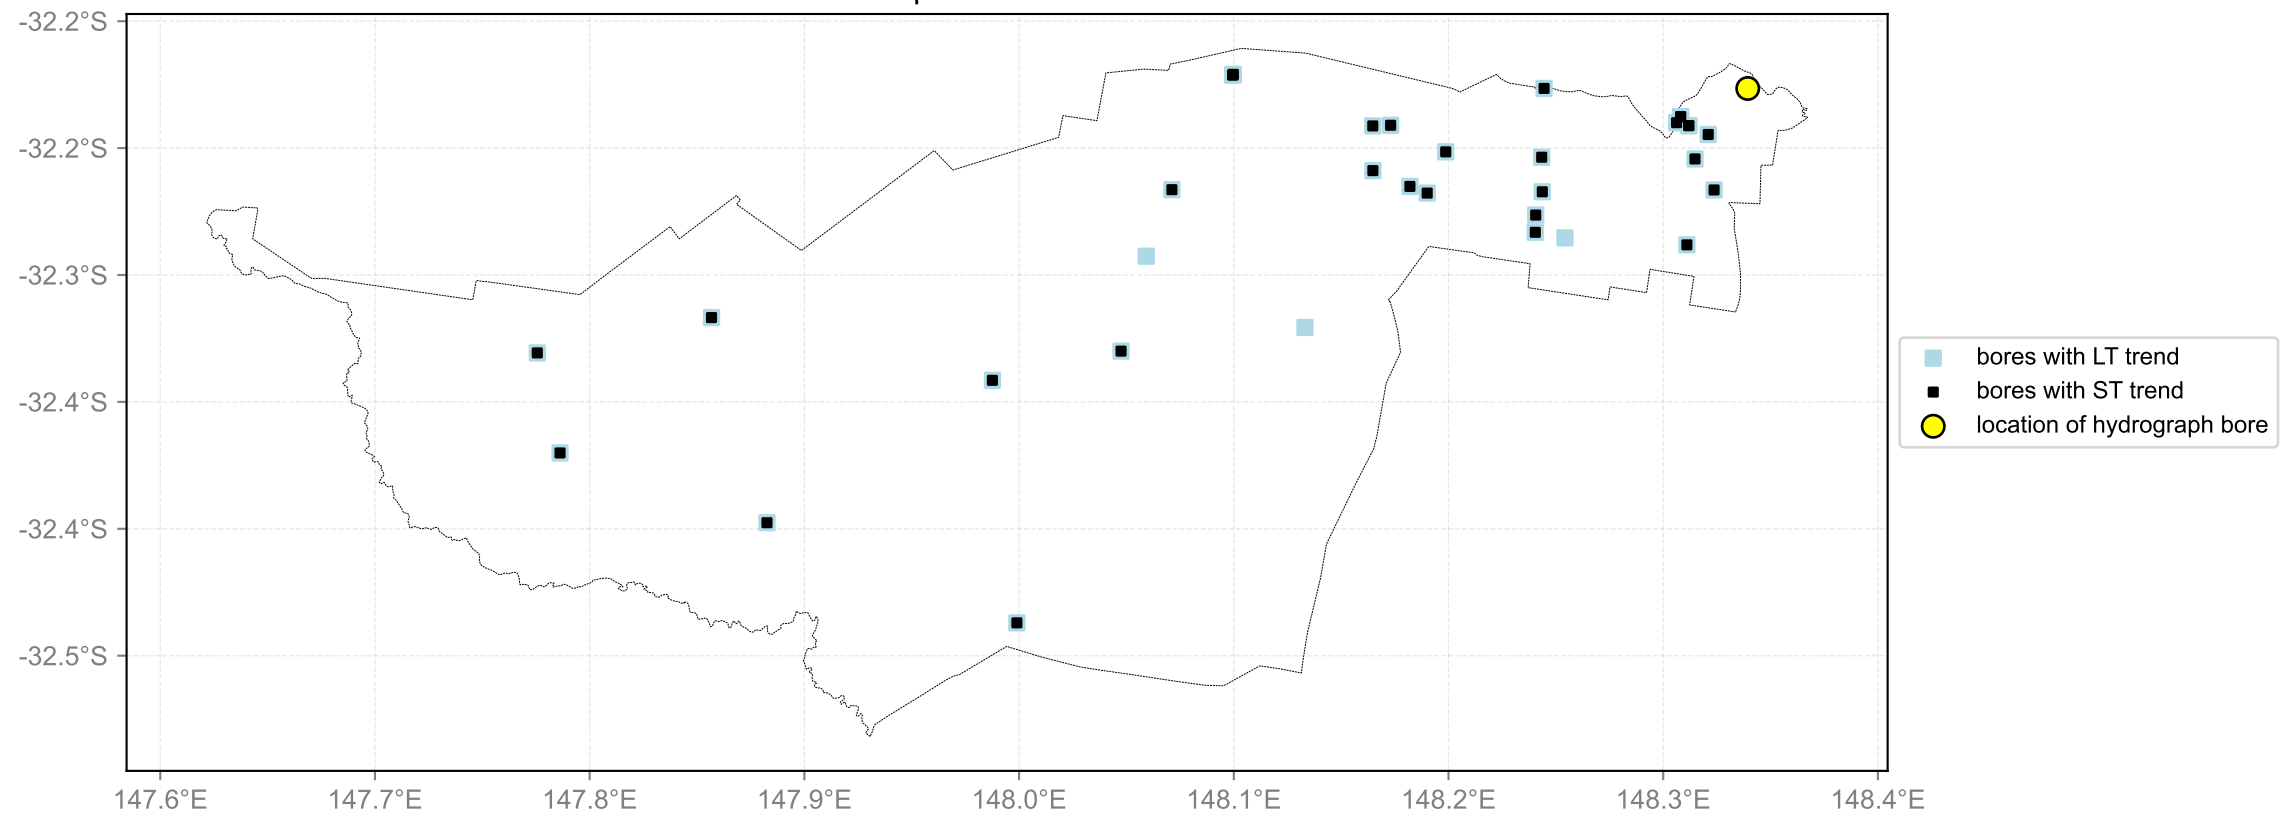 -32.2°S
-32.2°S
-32.3°S
-32.4°S
-32.4°S
-32.5°S
147.6°E 147.7°E 147.8°E 147.9°E 148.0°E 148.1°E 148.2°E 148.3°E 148.4°E
bores with LT trend
bores with ST trend
location of hydrograph bore